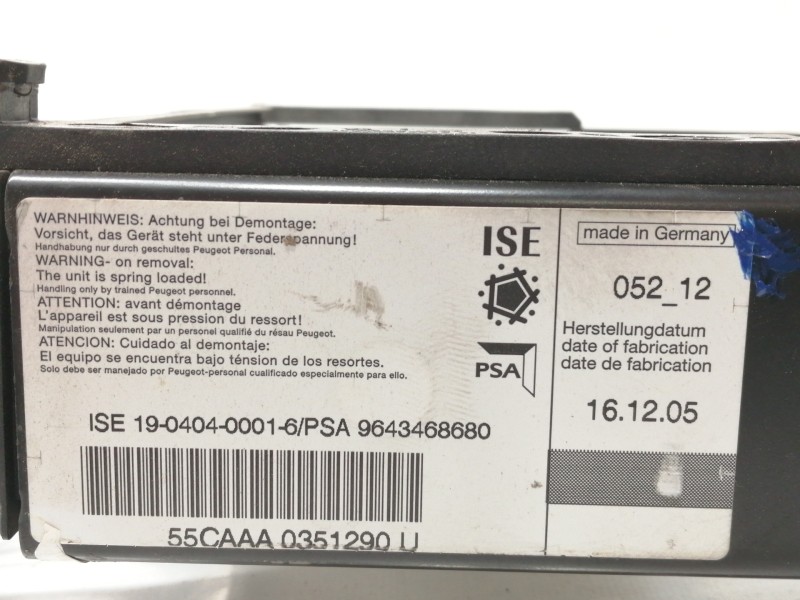 WARNHINWEIS: Achtung bei Demontage:
Vorsicht, das Gerät steht unter Federspannung!
Handhabung nur durch geschultes Peugeot Personal.
WARNING- on removal:
The unit is spring loaded!
Handling only by trained Peugeot personnel.
ATTENTION: avant démontage
L'appareil est sous pression du ressort!
Manipulation seulement par un personel qualifié du résau Peugeot.
ATENCION: Cuidado al demontaje:
El equipo se encuentra bajo ténsion de los resortes.
Solo debe ser manejado por Peugeot-personal cualificado especialmente para ello.
ISE
PSA
ISE 19-0404-0001-6/PSA 9643468680
55CAAA 0351290 U
made in Germany
052_12
Herstellungdatum
date of fabrication
date de fabrication
16.12.05